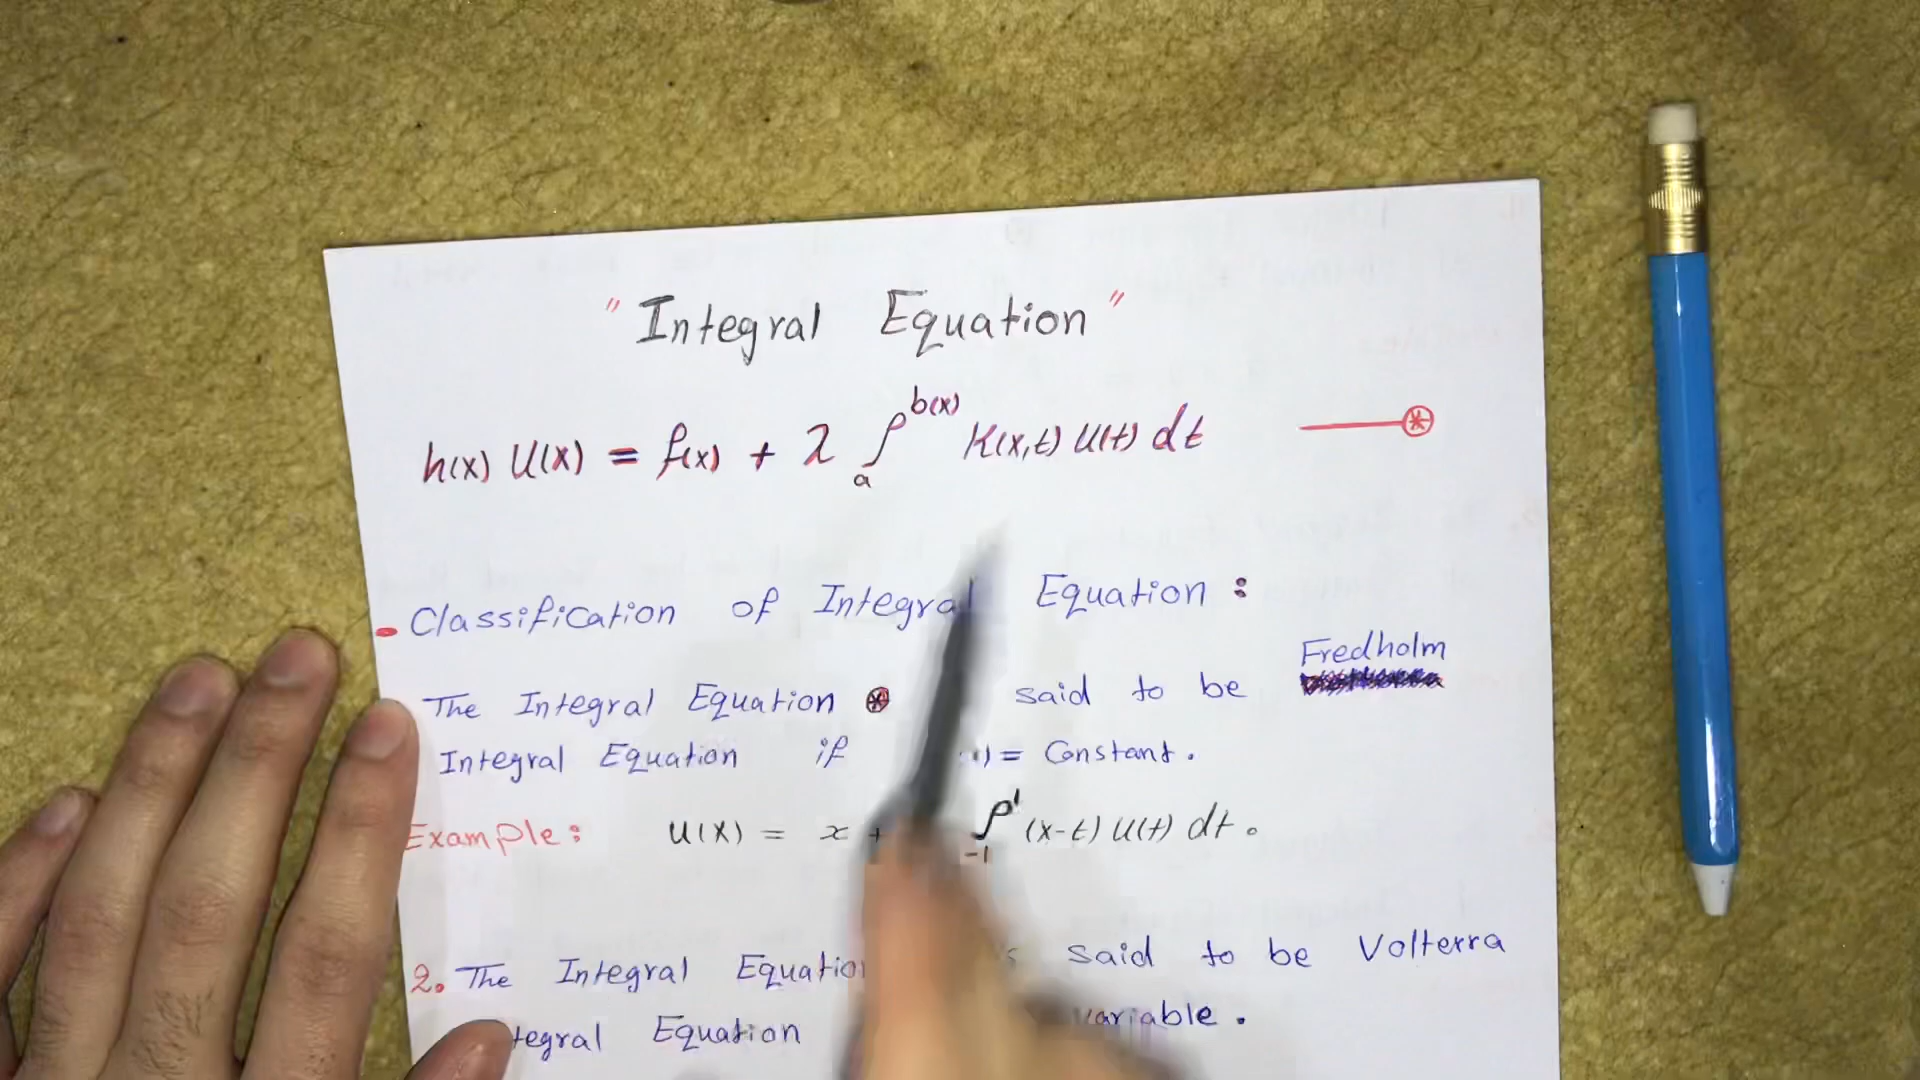 " Integral Equation "
h(x) U(x) = f(x) + λ ∫_a^{b(x)} K(x,t) U(t) dt ——⊛
- Classification of Integral Equation :
Fredholm
The Integral Equation ⊛ said to be
Integral Equation if = Constant.
Example: U(x) = x + ∫_{-1}^{1} (x-t) U(t) dt.
2. The Integral Equation said to be Volterra
Equation variable.